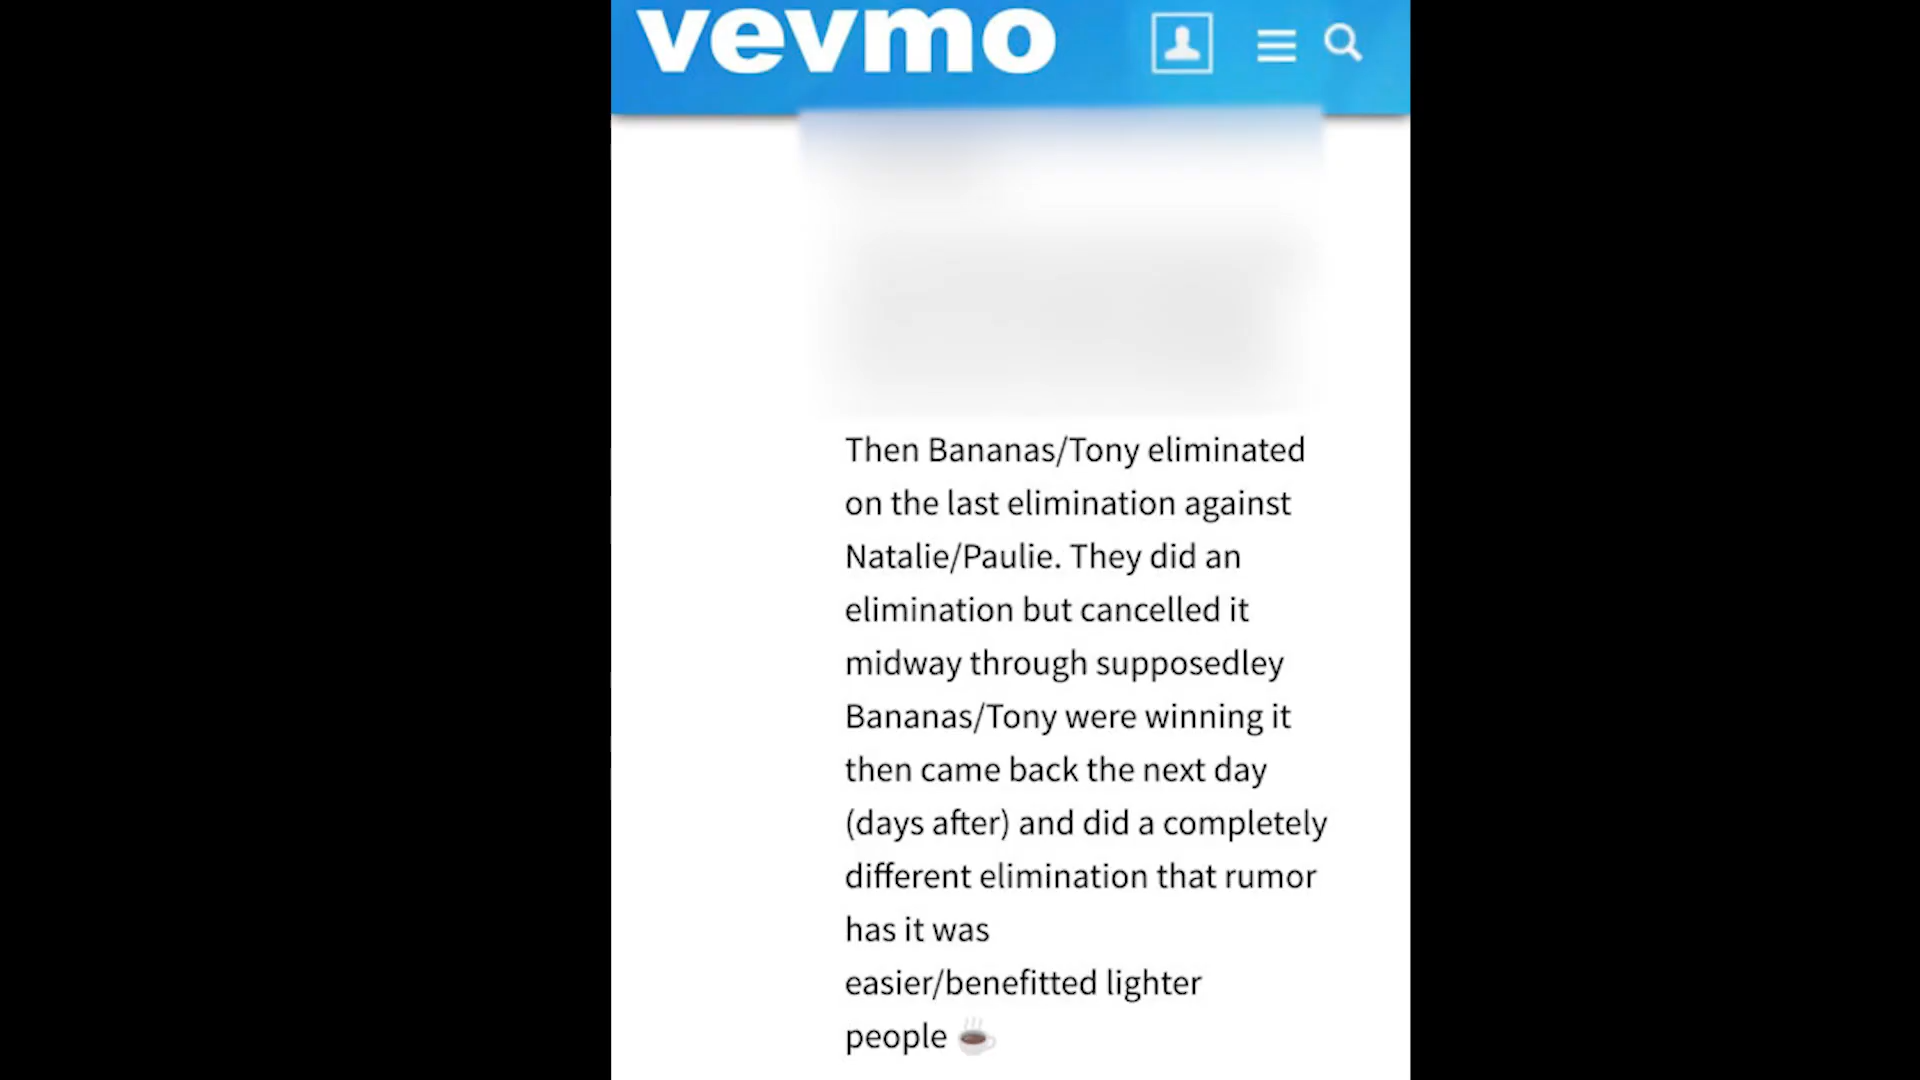 vevmo
Then Bananas/Tony eliminated
on the last elimination against
Natalie/Paulie. They did an
elimination but cancelled it
midway through supposedley
Bananas/Tony were winning it
then came back the next day
(days after) and did a completely
different elimination that rumor
has it was
easier/benefitted lighter
people ☕